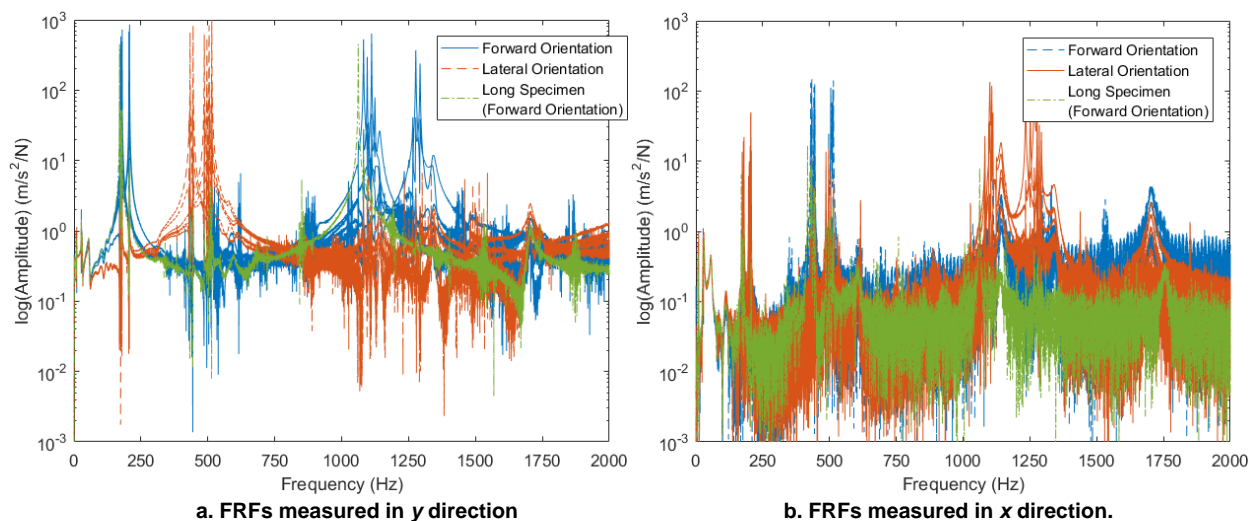 10³
10²
10¹
10⁰
10⁻¹
10⁻²
10⁻³
log(Amplitude) (m/s²/N)
0 250 500 750 1000 1250 1500 1750 2000
Frequency (Hz)
Forward Orientation
Lateral Orientation
Long Specimen
(Forward Orientation)
a. FRFs measured in y direction
10³
10²
10¹
10⁰
10⁻¹
10⁻²
10⁻³
log(Amplitude) (m/s²/N)
0 250 500 750 1000 1250 1500 1750 2000
Frequency (Hz)
Forward Orientation
Lateral Orientation
Long Specimen
(Forward Orientation)
b. FRFs measured in x direction.